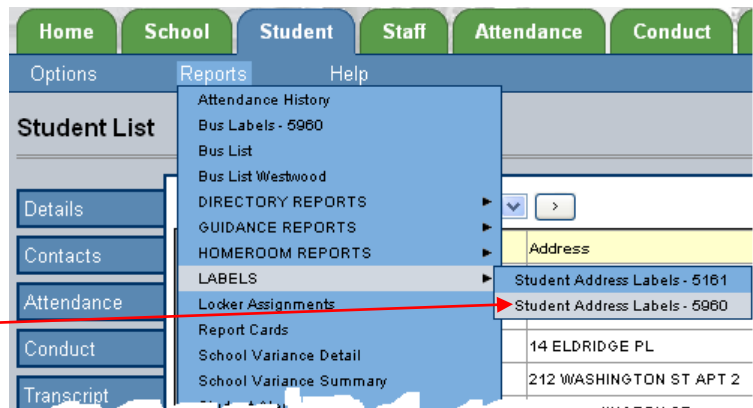 Home School Student Staff Attendance Conduct
Options Reports Help
Student List
Attendance History
Bus Labels - 5960
Bus List
Bus List Westwood
DIRECTORY REPORTS
GUIDANCE REPORTS
HOMEROOM REPORTS
LABELS
Locker Assignments
Report Cards
School Variance Detail
School Variance Summary
Details
Contacts
Attendance
Conduct
Transcript
>
Address
Student Address Labels - 5161
Student Address Labels - 5960
14 ELDRIDGE PL
212 WASHINGTON ST APT 2